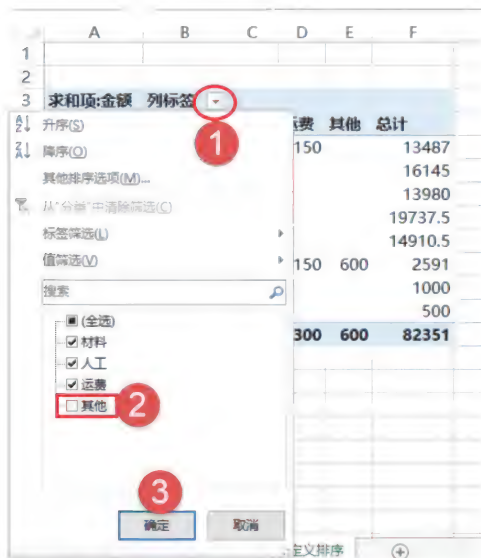 A B C D E F
1
2
3 求和项:金额 列标签
升序(S) 1 运费 其他 总计
降序(O) 150 13487
其他排序选项(M)... 16145
从"分类"中清除筛选(C) 13980
标签筛选(L) 19737.5
值筛选(V) 14910.5
150 600 2591
搜索 1000
500
(全选) 300 600 82351
材料
人工
运费
其他 2
3
确定 取消
定义排序